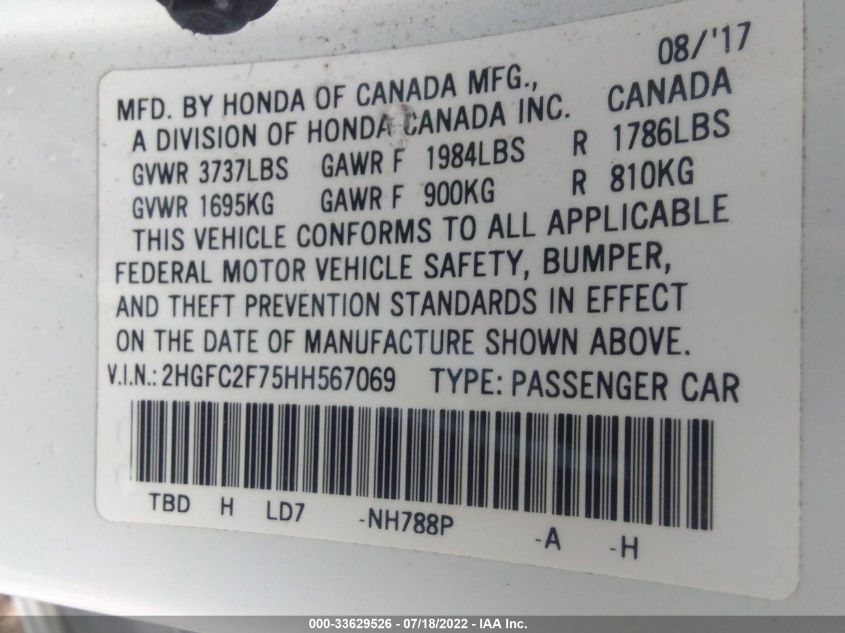 08/'17
MFD. BY HONDA OF CANADA MFG.,
A DIVISION OF HONDA CANADA INC. CANADA
GVWR 3737LBS GAWR F 1984LBS R 1786LBS
GVWR 1695KG GAWR F 900KG R 810KG
THIS VEHICLE CONFORMS TO ALL APPLICABLE
FEDERAL MOTOR VEHICLE SAFETY, BUMPER,
AND THEFT PREVENTION STANDARDS IN EFFECT
ON THE DATE OF MANUFACTURE SHOWN ABOVE.
V.I.N.: 2HGFC2F75HH567069 TYPE: PASSENGER CAR
TBD H LD7 -NH788P -A -H
000-33629526 - 07/18/2022 - IAA Inc.